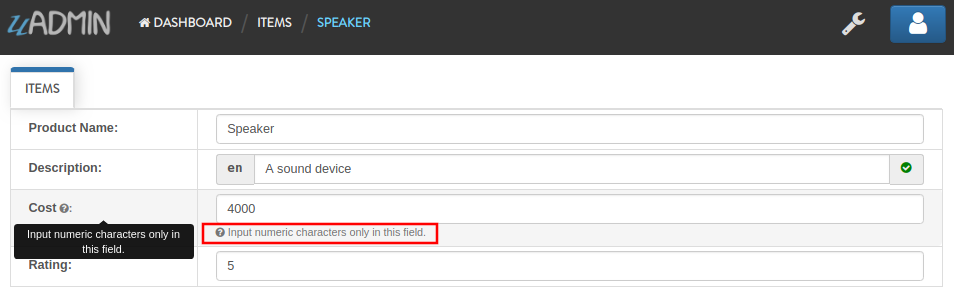 uADMIN DASHBOARD / ITEMS / SPEAKER
ITEMS
Product Name: Speaker
Description: en A sound device
Cost : 4000
Input numeric characters only in this field.
Input numeric characters only in
this field.
Rating: 5